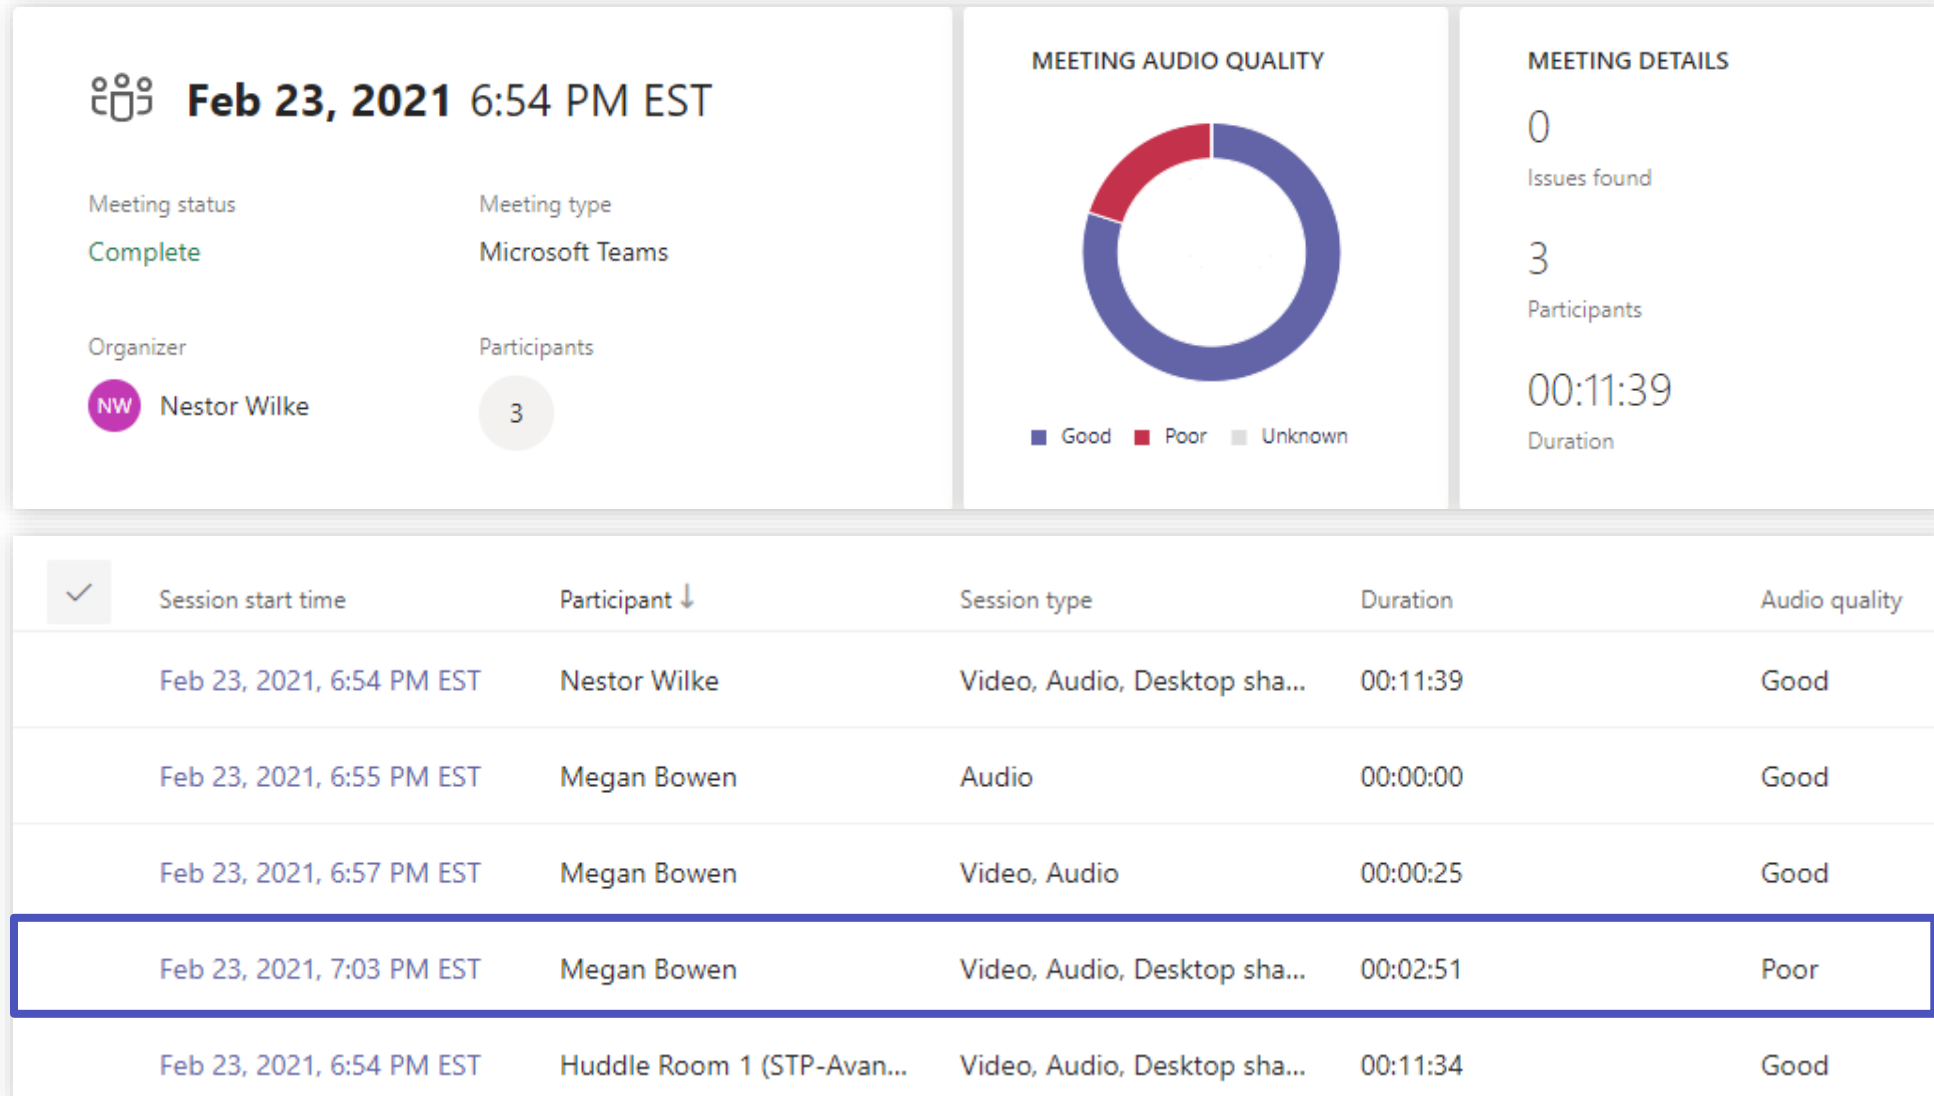 Feb 23, 2021 6:54 PM EST
Meeting status
Meeting type
Complete
Microsoft Teams
Organizer
Participants
NW
Nestor Wilke
3
MEETING AUDIO QUALITY
Good
Poor
Unknown
MEETING DETAILS
0
Issues found
3
Participants
00:11:39
Duration
Session start time Participant ↓ Session type Duration Audio quality
Feb 23, 2021, 6:54 PM EST Nestor Wilke Video, Audio, Desktop sha... 00:11:39 Good
Feb 23, 2021, 6:55 PM EST Megan Bowen Audio 00:00:00 Good
Feb 23, 2021, 6:57 PM EST Megan Bowen Video, Audio 00:00:25 Good
Feb 23, 2021, 7:03 PM EST Megan Bowen Video, Audio, Desktop sha... 00:02:51 Poor
Feb 23, 2021, 6:54 PM EST Huddle Room 1 (STP-Avan... Video, Audio, Desktop sha... 00:11:34 Good